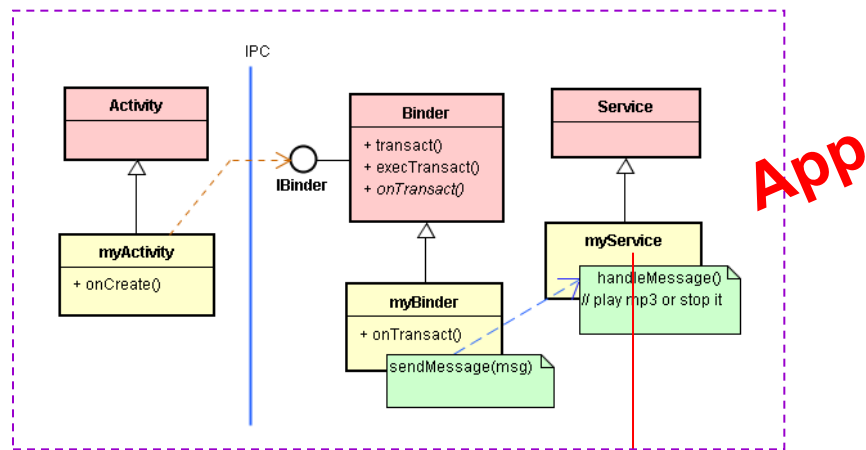 IPC
Activity
myActivity
+ onCreate()
IBinder
Binder
+ transact()
+ execTransact()
+ onTransact()
myBinder
+ onTransact()
sendMessage(msg)
Service
myService
handleMessage()
// play mp3 or stop it
App